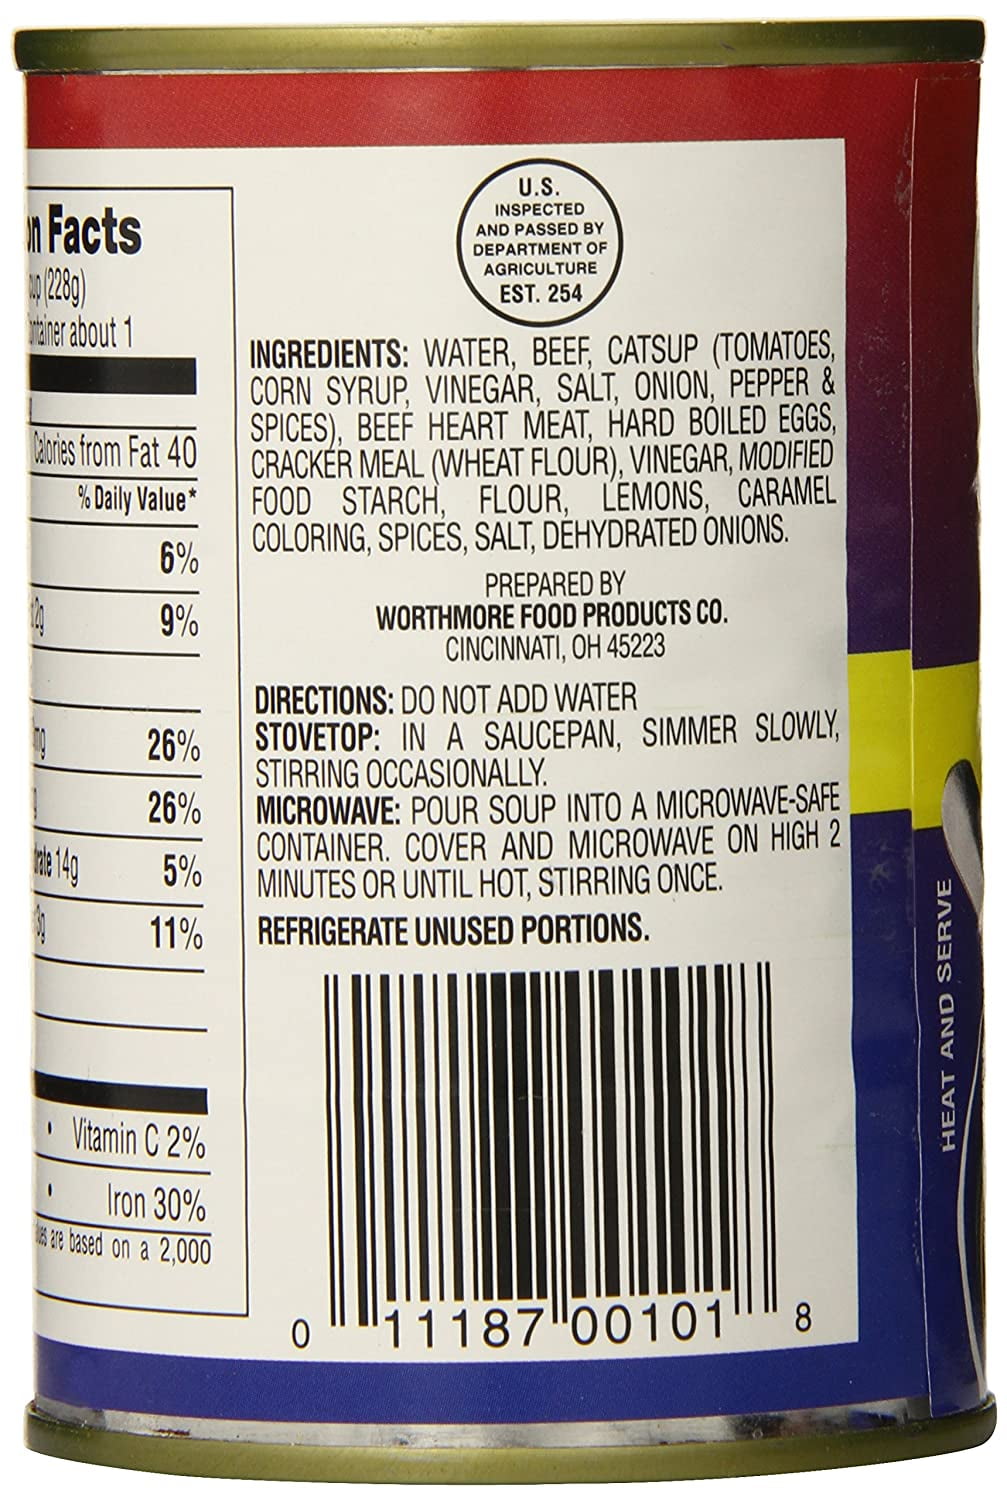 U.S.
INSPECTED
AND PASSED BY
DEPARTMENT OF
AGRICULTURE
EST. 254
Facts
(228g)
about 1
Calories from Fat 40
% Daily Value*
6%
2g 9%
26%
26%
14g 5%
3g 11%
• Vitamin C 2%
• Iron 30%
are based on a 2,000
INGREDIENTS: WATER, BEEF, CATSUP (TOMATOES,
CORN SYRUP, VINEGAR, SALT, ONION, PEPPER &
SPICES), BEEF HEART MEAT, HARD BOILED EGGS,
CRACKER MEAL (WHEAT FLOUR), VINEGAR, MODIFIED
FOOD STARCH, FLOUR, LEMONS, CARAMEL
COLORING, SPICES, SALT, DEHYDRATED ONIONS.
PREPARED BY
WORTHMORE FOOD PRODUCTS CO.
CINCINNATI, OH 45223
DIRECTIONS: DO NOT ADD WATER
STOVETOP: IN A SAUCEPAN, SIMMER SLOWLY,
STIRRING OCCASIONALLY.
MICROWAVE: POUR SOUP INTO A MICROWAVE-SAFE
CONTAINER. COVER AND MICROWAVE ON HIGH 2
MINUTES OR UNTIL HOT, STIRRING ONCE.
REFRIGERATE UNUSED PORTIONS.
0 11187 00101 8
HEAT AND SERVE